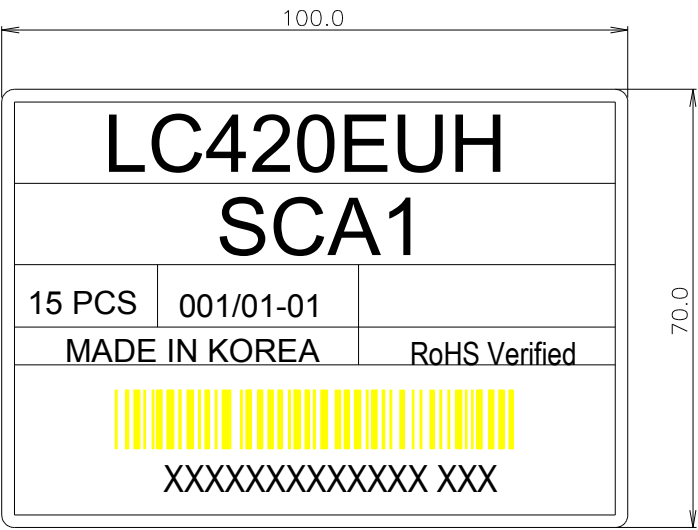 100.0
LC420EUH
SCA1
15 PCS 001/01-01
70.0
MADE IN KOREA RoHS Verified
XXXXXXXXXXXXX XXX